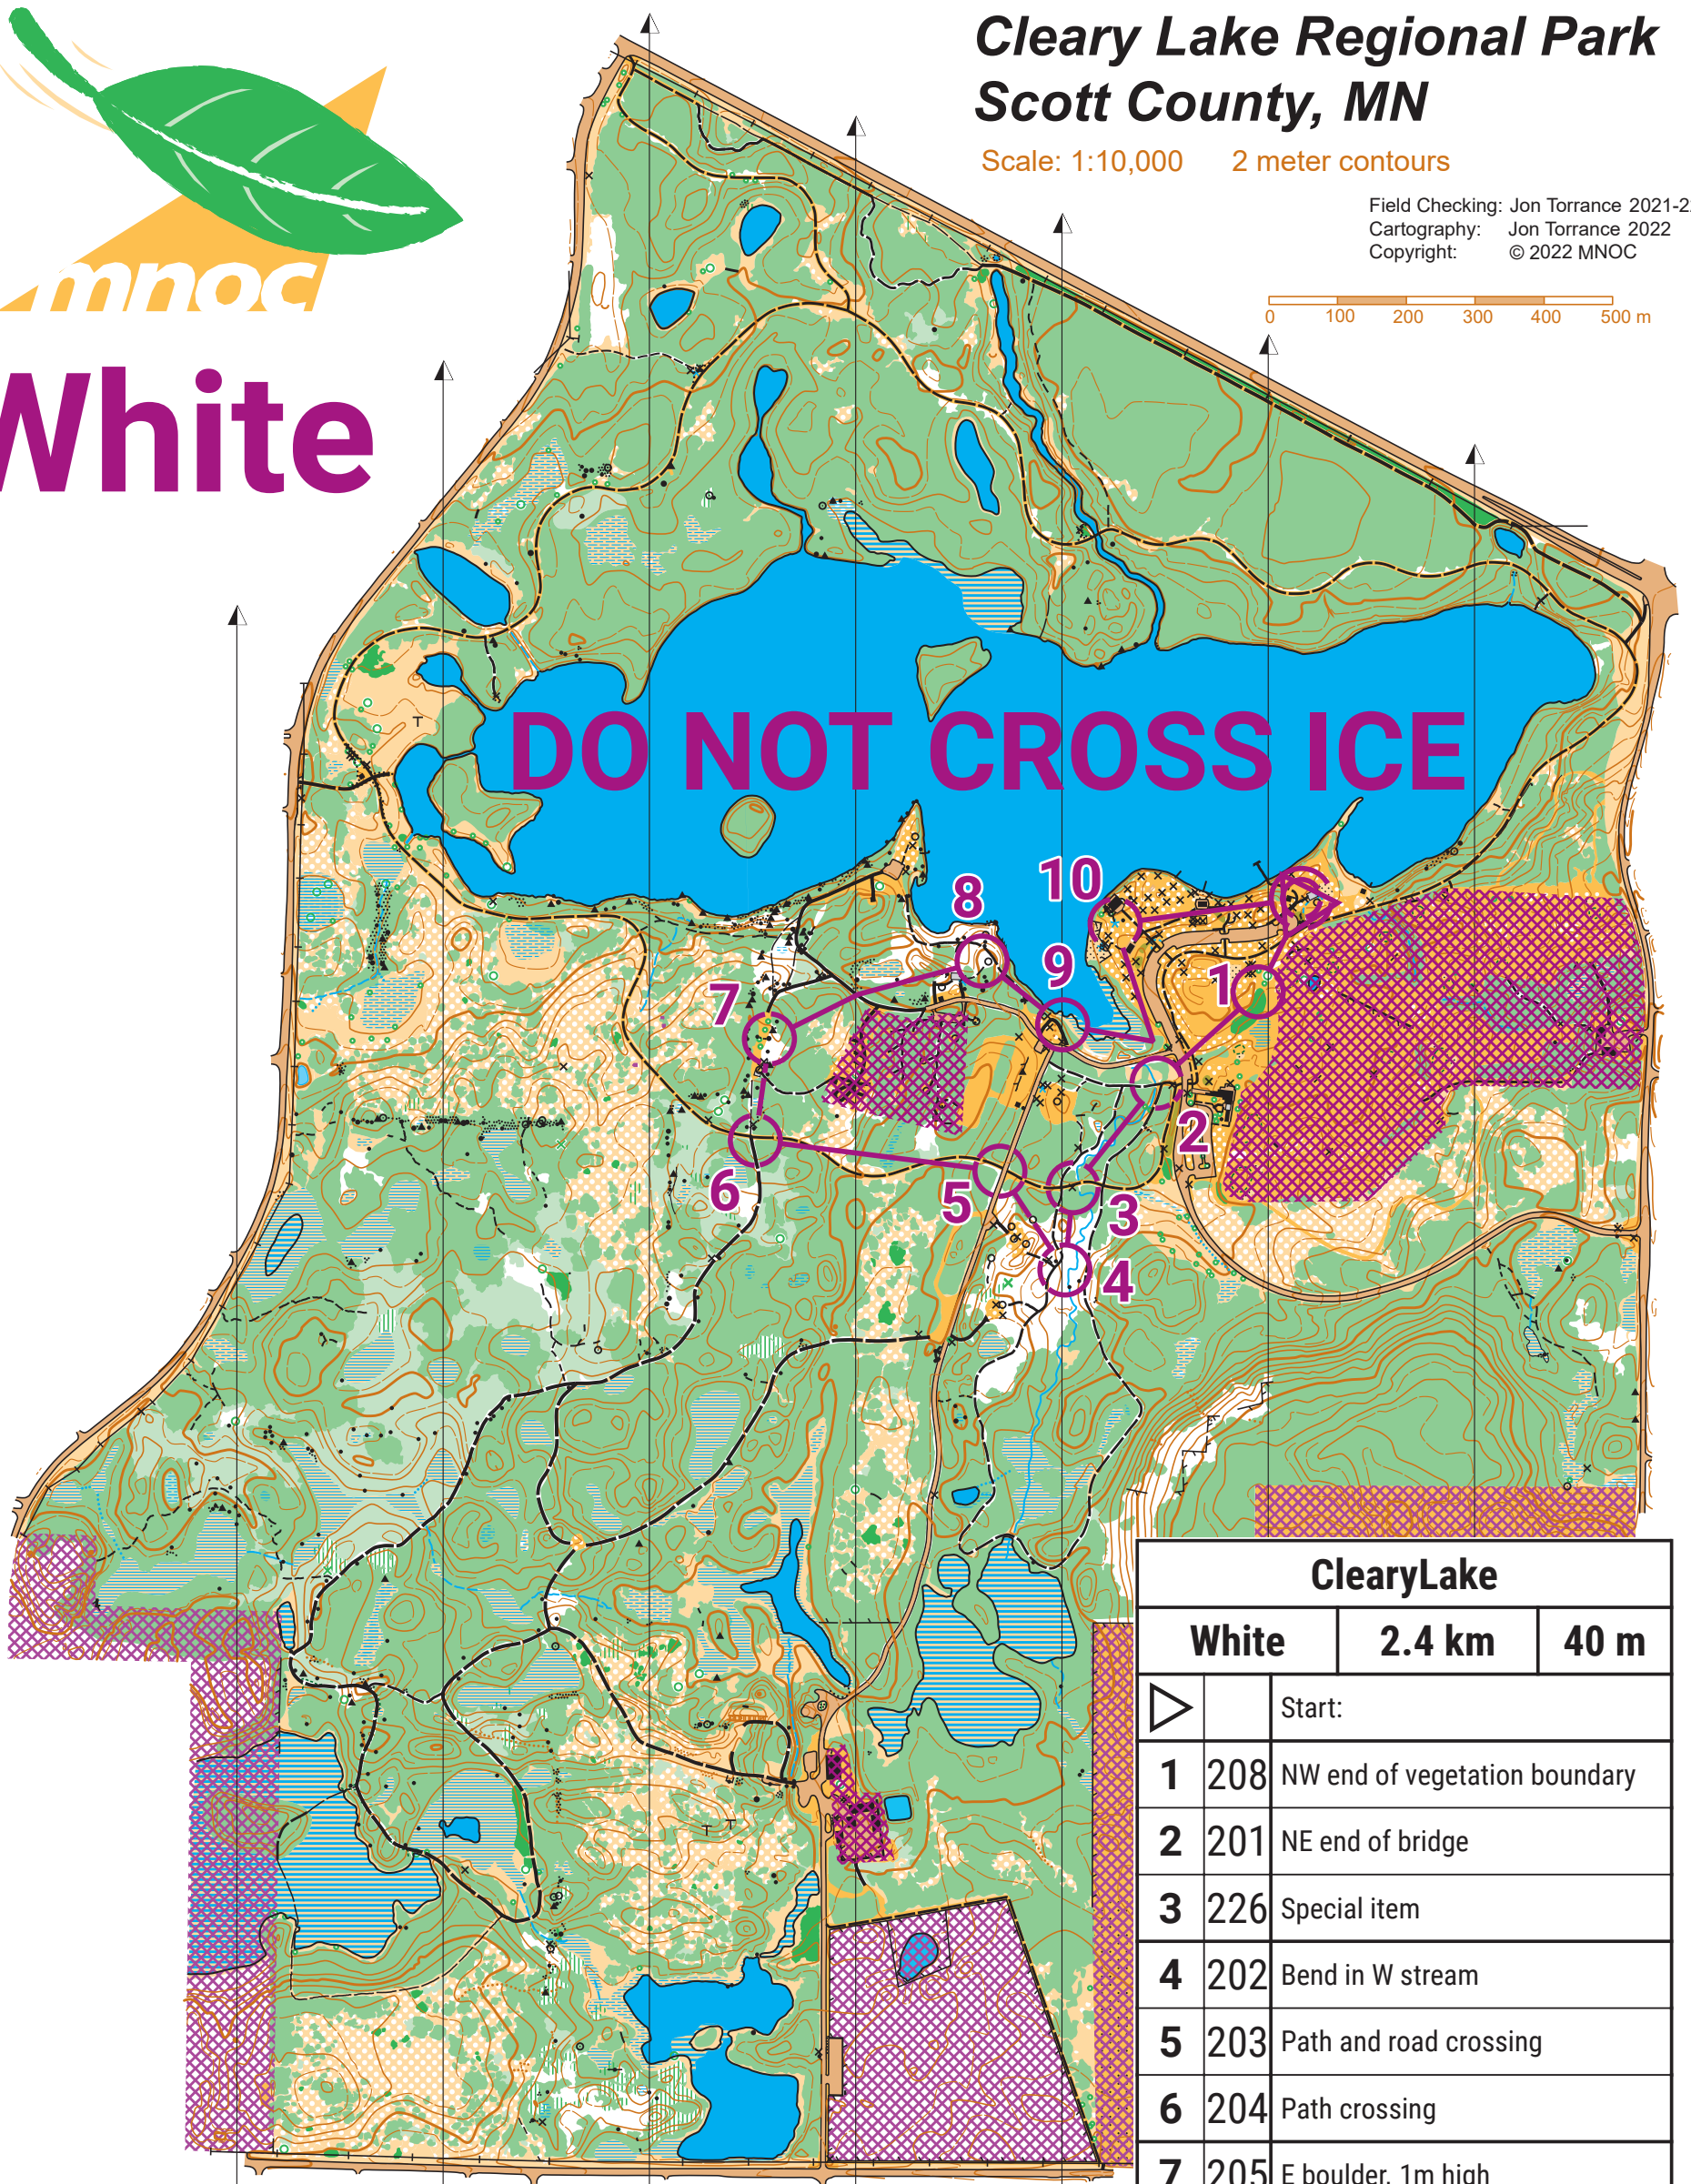 Cleary Lake Regional Park
Scott County, MN
Scale: 1:10,000 2 meter contours
Field Checking: Jon Torrance 2021-2
Cartography: Jon Torrance 2022
Copyright: © 2022 MNOC
0 100 200 300 400 500 m
mnoc
White
DO NOT CROSS ICE
10
8
9
1
7
2
6
5
3
4
ClearyLake
White 2.4 km 40 m
Start:
1 208 NW end of vegetation boundary
2 201 NE end of bridge
3 226 Special item
4 202 Bend in W stream
5 203 Path and road crossing
6 204 Path crossing
7 205 E boulder, 1m high